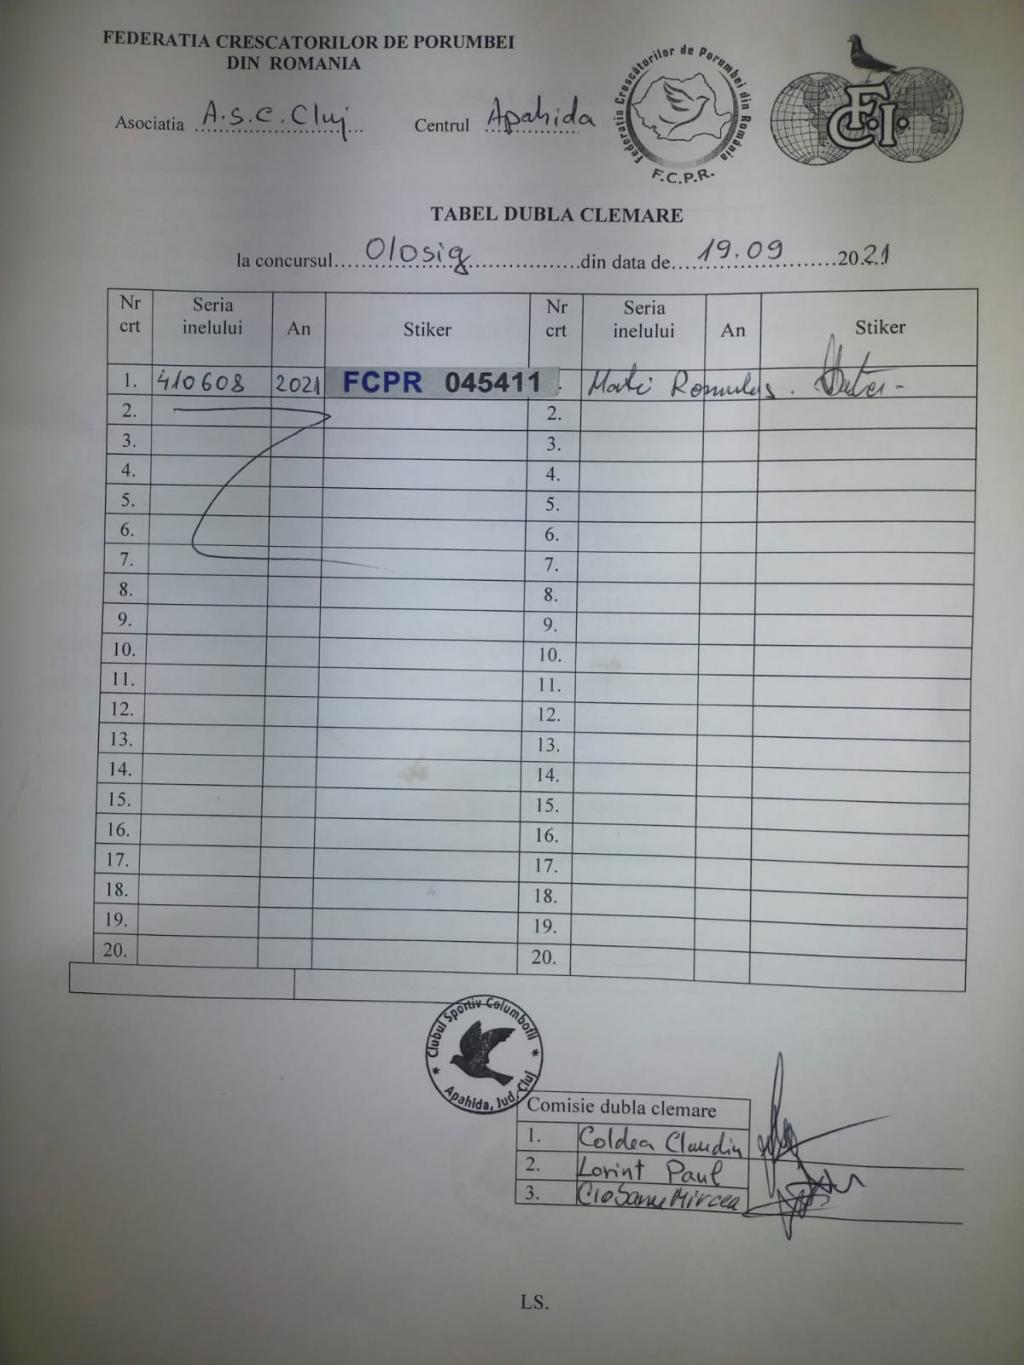 FEDERATIA CRESCATORILOR DE PORUMBEI
DIN ROMANIA
Asociatia A.S.C. Cluj Centrul Apahida
Federatia Crescătorilor de Porumbei din România
F.C.P.R.
F.C.I.
TABEL DUBLA CLEMARE
la concursul Olosig din data de 19.09 2021
Nr crt Seria inelului An Stiker Nr crt Seria inelului An Stiker
1. 410608 2021 FCPR 045411 . Romulus.
2. 2.
3. 3.
4. 4.
5. 5.
6. 6.
7. 7.
8. 8.
9. 9.
10. 10.
11. 11.
12. 12.
13. 13.
14. 14.
15. 15.
16. 16.
17. 17.
18. 18.
19. 19.
20. 20.
Clubul Sportiv Columbofil
Apahida, Jud. Cluj
Comisie dubla clemare
1. Coldea Claudiu
2. Lorint Paul
3. Ciobanu Mircea
LS.